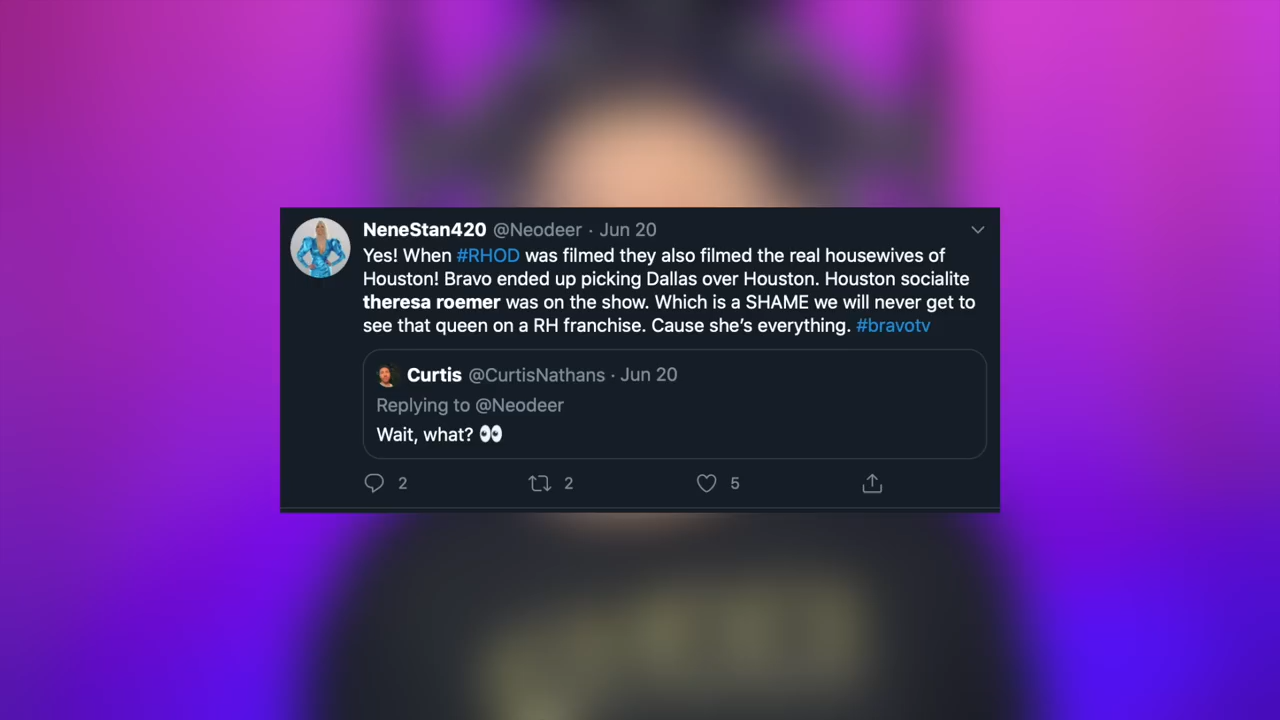 NeneStan420 @Neodeer · Jun 20
Yes! When #RHOD was filmed they also filmed the real housewives of
Houston! Bravo ended up picking Dallas over Houston. Houston socialite
theresa roemer was on the show. Which is a SHAME we will never get to
see that queen on a RH franchise. Cause she’s everything. #bravotv
Curtis @CurtisNathans · Jun 20
Replying to @Neodeer
Wait, what? 👀
2 2 5